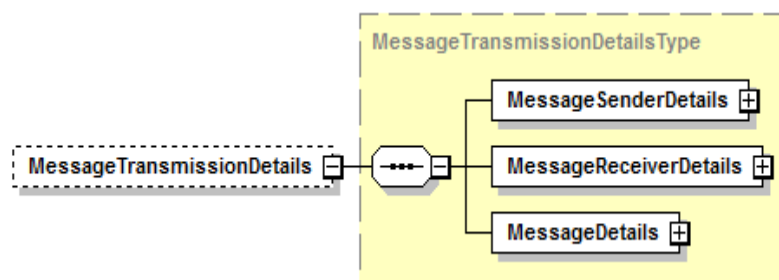 MessageTransmissionDetailsType
MessageSenderDetails
MessageTransmissionDetails
MessageReceiverDetails
MessageDetails